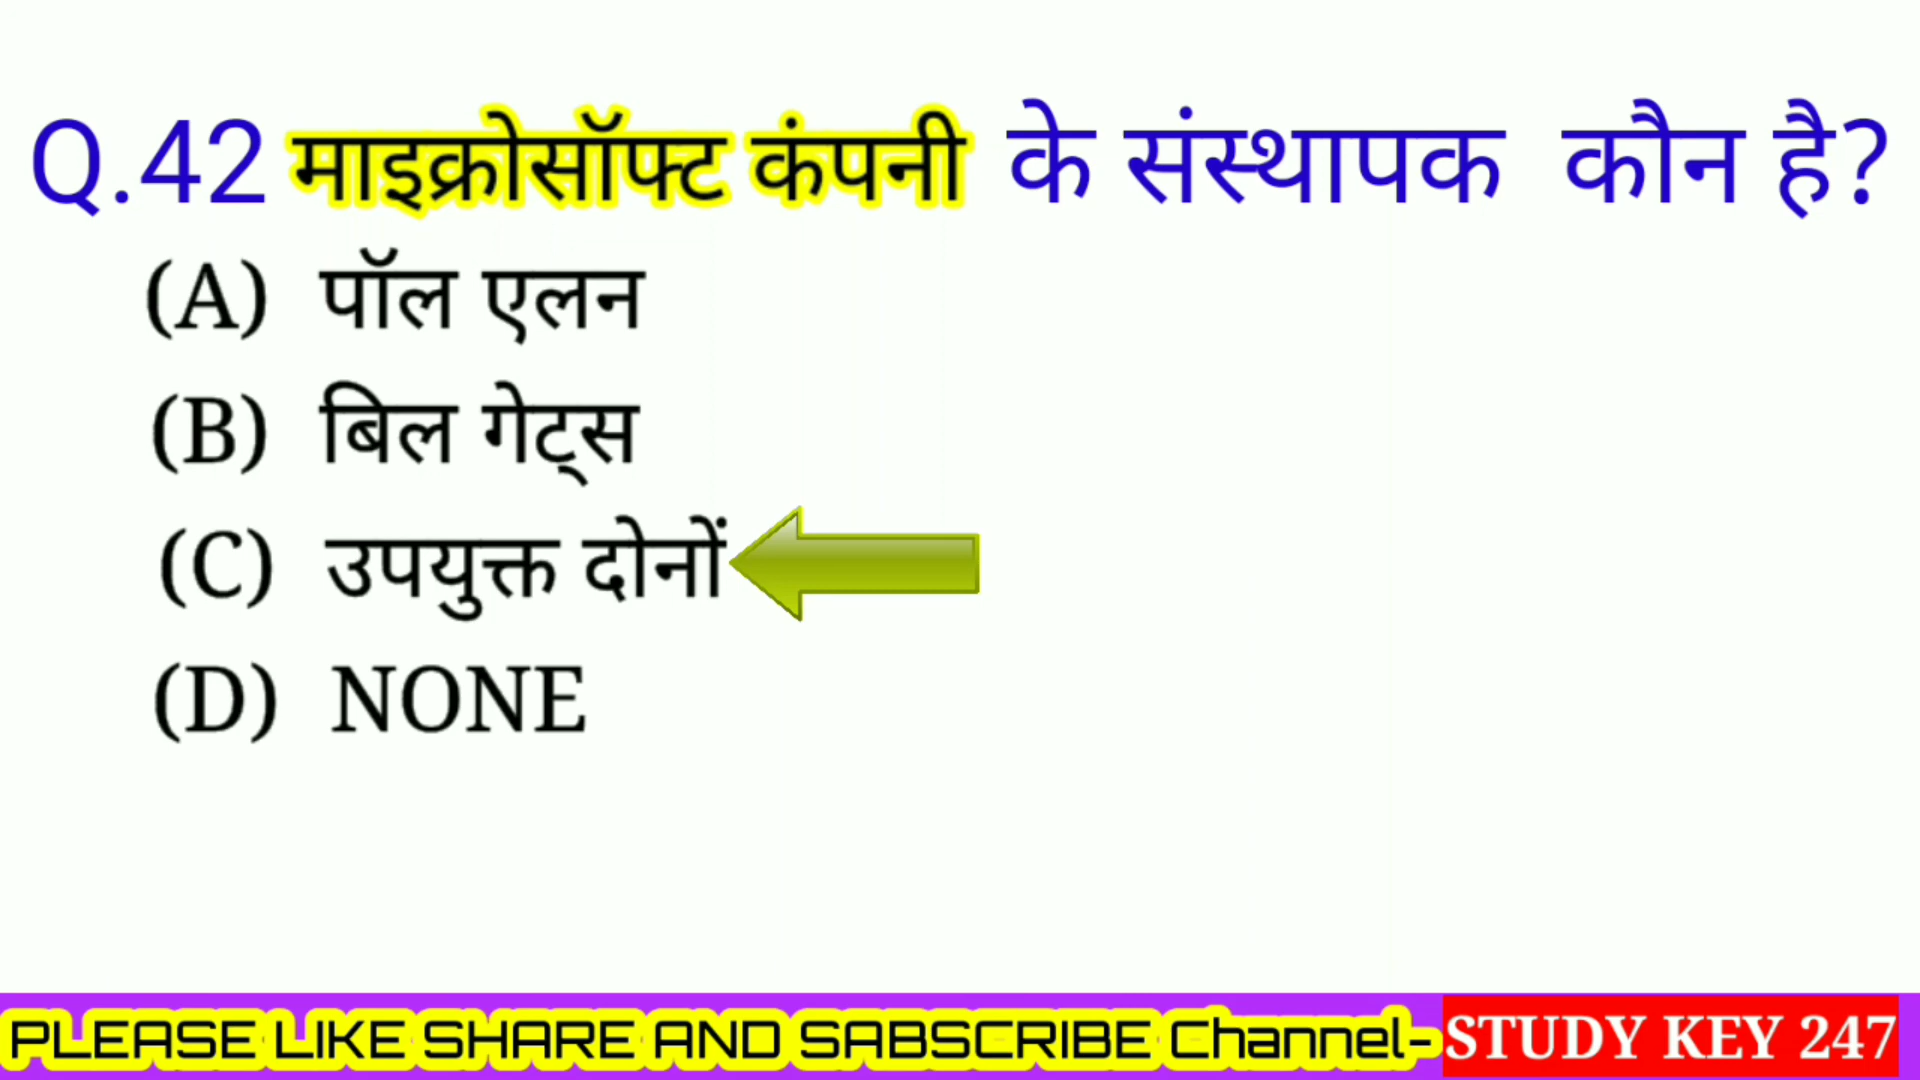 Q.42 माइक्रोसॉफ्ट कंपनी के संस्थापक कौन है?
(A) पॉल एलन
(B) बिल गेट्स
(C) उपयुक्त दोनों
(D) NONE
PLEASE LIKE SHARE AND SABSCRIBE Channel- STUDY KEY 247